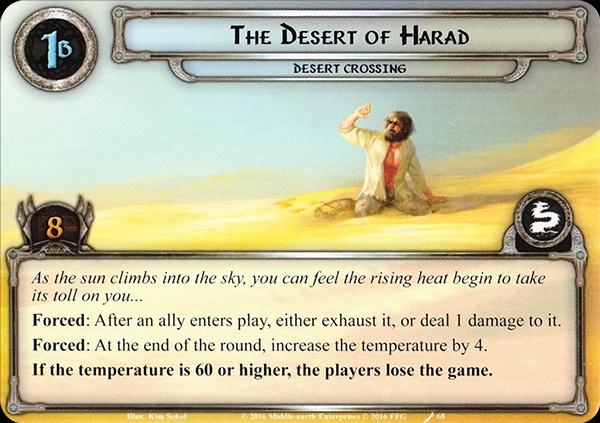 1B
The Desert of Harad
Desert Crossing
8
As the sun climbs into the sky, you can feel the rising heat begin to take
its toll on you...
Forced: After an ally enters play, either exhaust it, or deal 1 damage to it.
Forced: At the end of the round, increase the temperature by 4.
If the temperature is 60 or higher, the players lose the game.
Illus. Kim Sokol © 2016 Middle-earth Enterprises © 2016 FFG 68